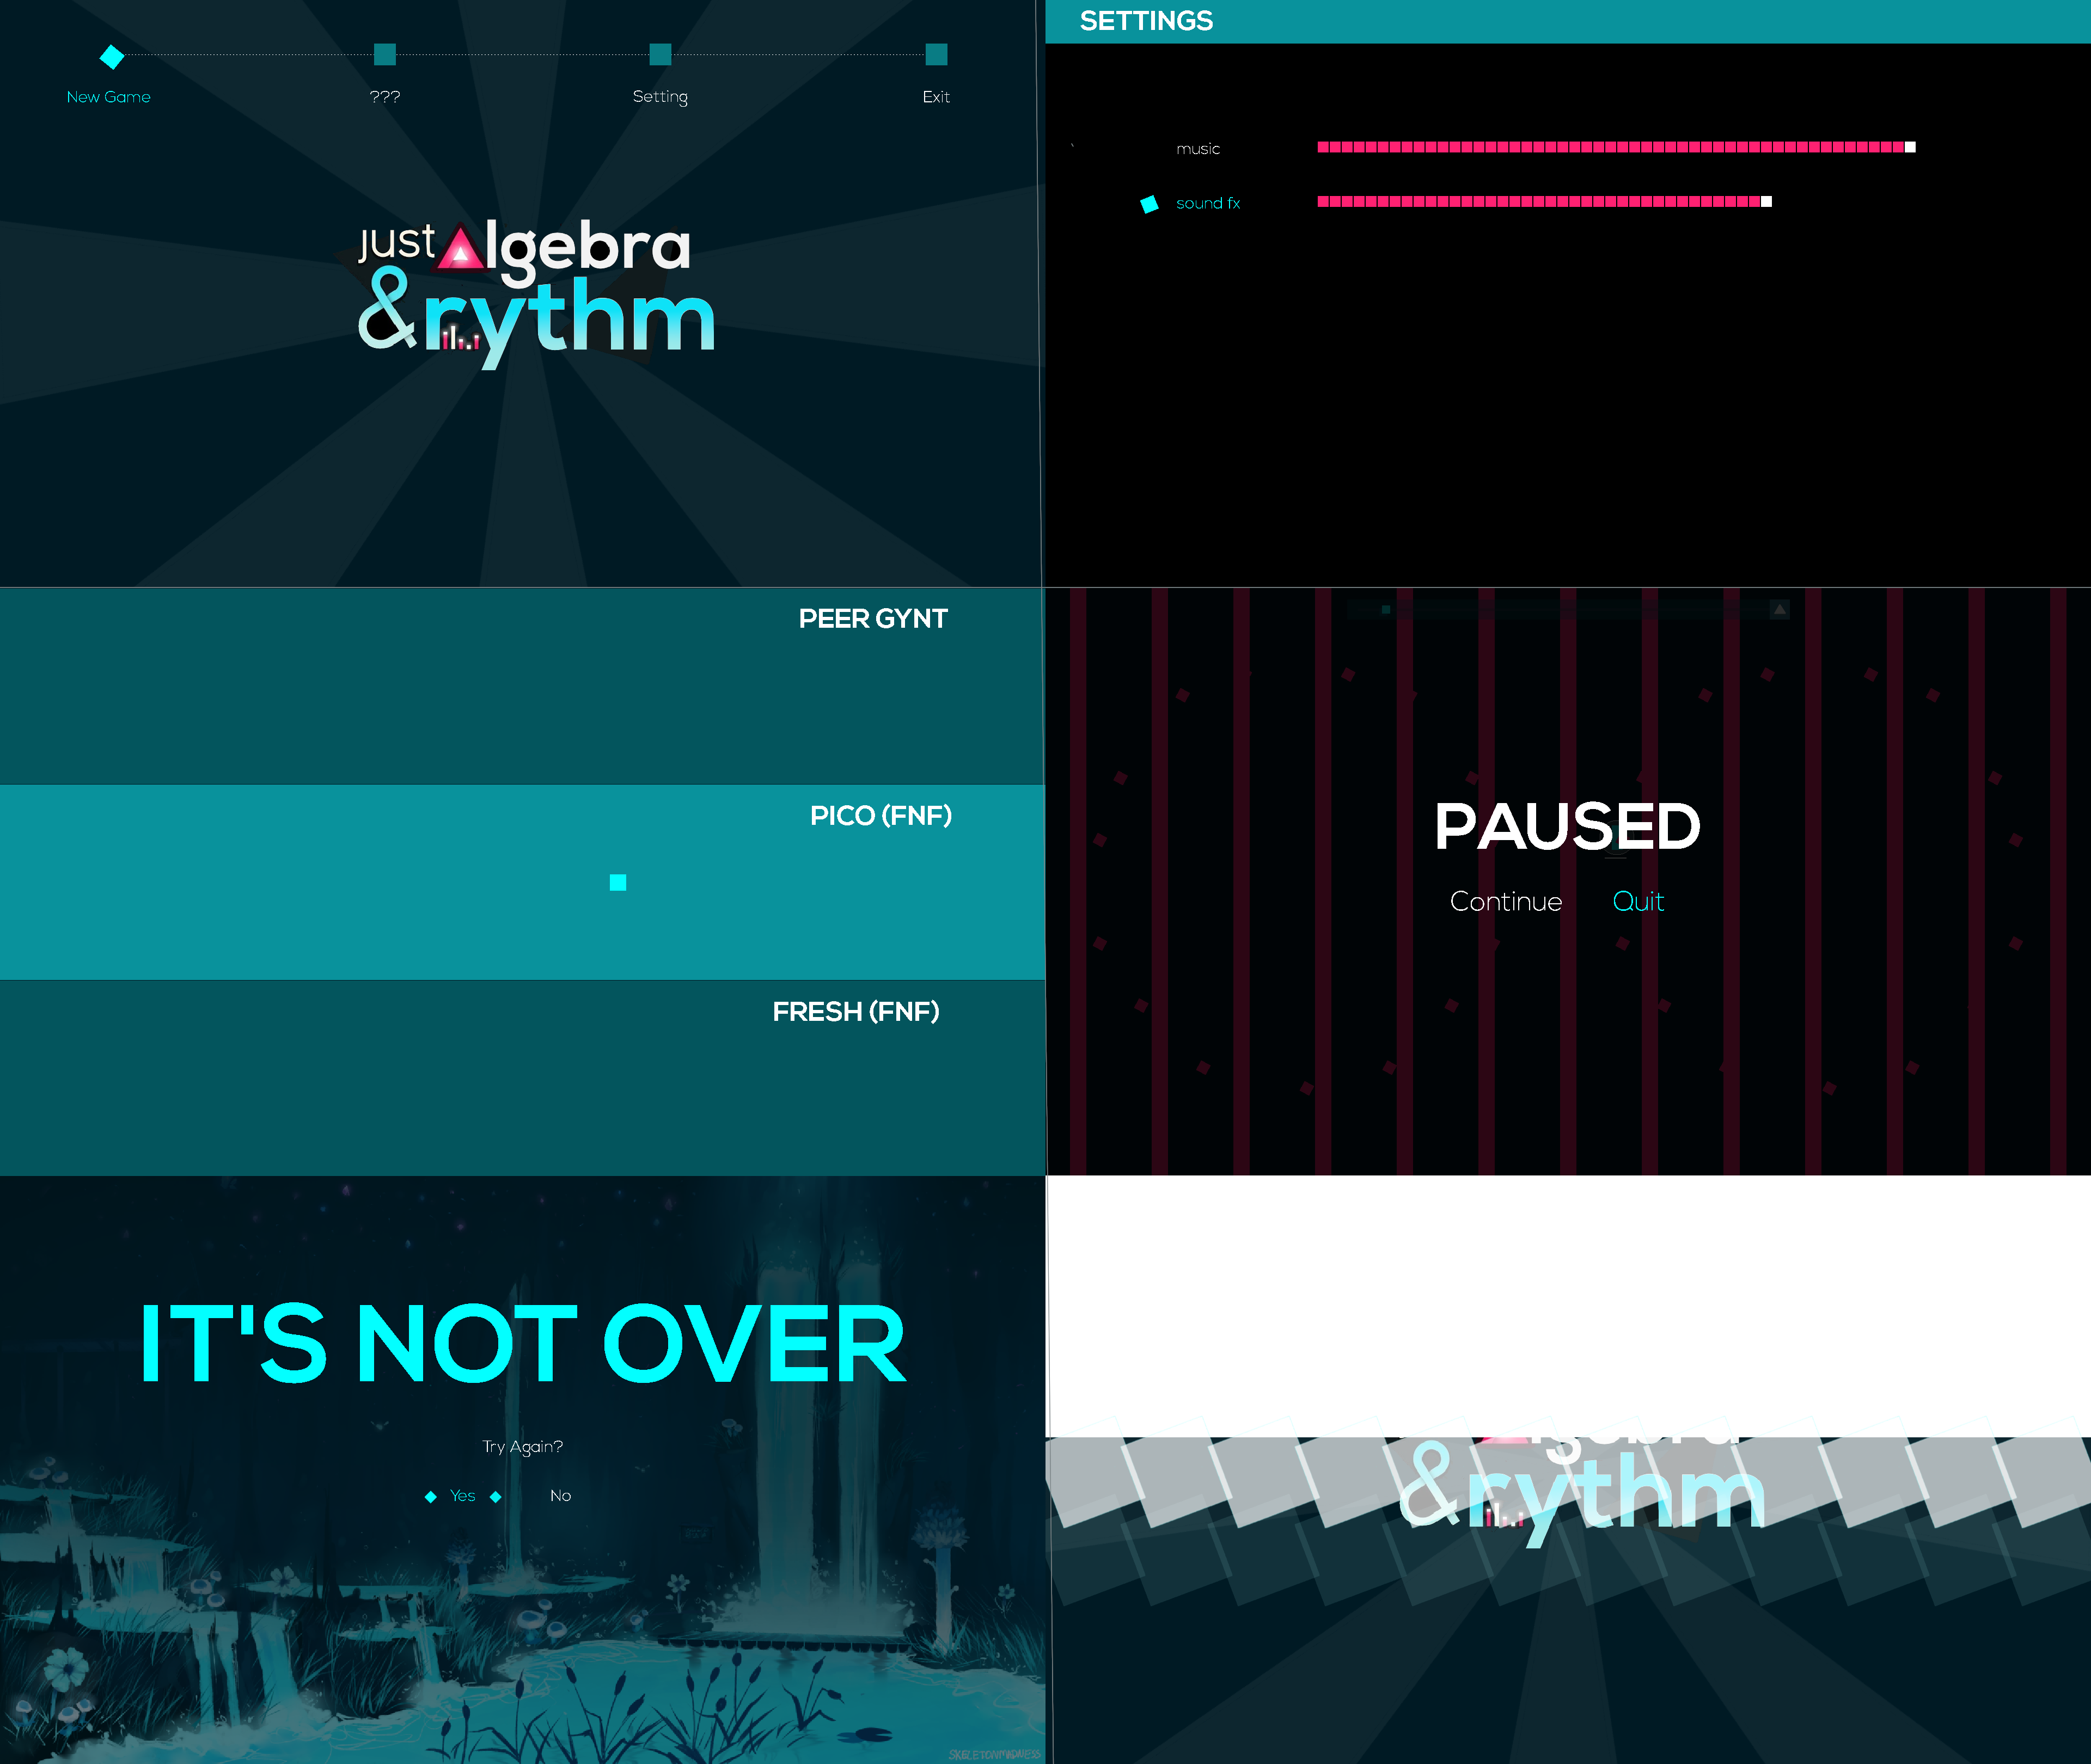 New Game
???
Setting
Exit
just Algebra
&rythm
SETTINGS
music
sound fx
PEER GYNT
PICO (FNF)
FRESH (FNF)
PAUSED
Continue
Quit
IT'S NOT OVER
Try Again?
Yes
No
SKELETONMIDNESS
&rythm